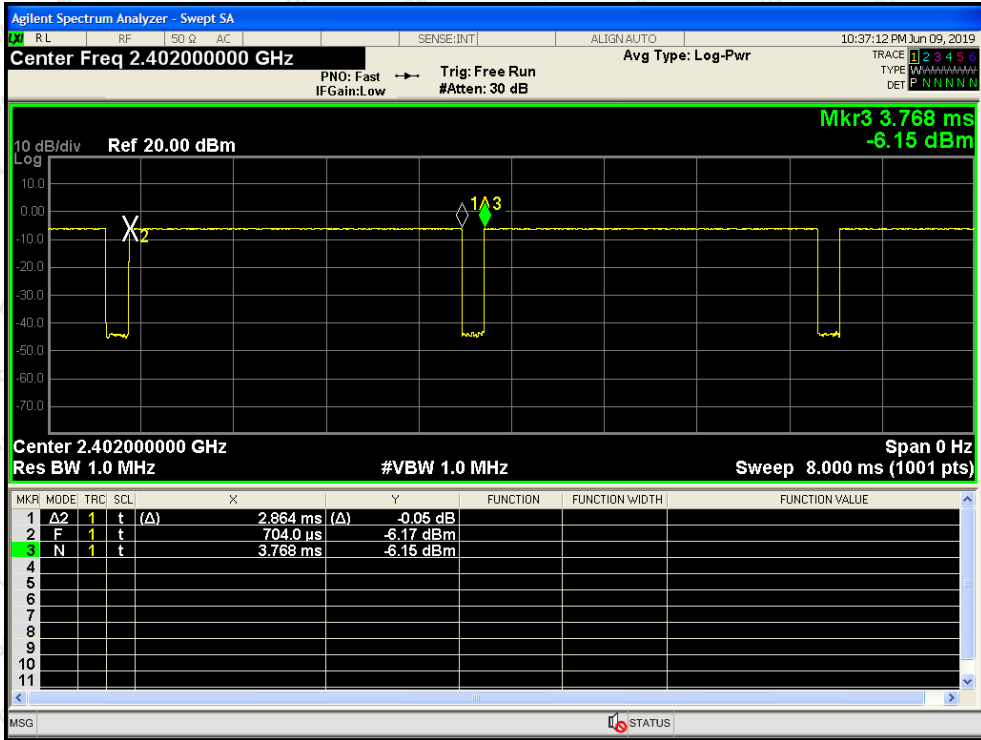 Agilent Spectrum Analyzer - Swept SA
LXI RL RF 50 Ω AC SENSE:INT ALIGN AUTO 10:37:12 PM Jun 09, 2019
Center Freq 2.402000000 GHz
PNO: Fast
IFGain:Low
Trig: Free Run
#Atten: 30 dB
Avg Type: Log-Pwr
TRACE 1 2 3 4 5 6
TYPE
DET P N N N N N
Mkr3 3.768 ms
-6.15 dBm
10 dB/div Ref 20.00 dBm
Log
10.0
0.00
-10.0
-20.0
-30.0
-40.0
-50.0
-60.0
-70.0
X2
1Δ3
Center 2.402000000 GHz Span 0 Hz
Res BW 1.0 MHz #VBW 1.0 MHz Sweep 8.000 ms (1001 pts)
MKR MODE TRC SCL X Y FUNCTION FUNCTION WIDTH FUNCTION VALUE
1 Δ2 1 t (Δ) 2.864 ms (Δ) -0.05 dB
2 F 1 t 704.0 µs -6.17 dBm
3 N 1 t 3.768 ms -6.15 dBm
4
5
6
7
8
9
10
11
MSG STATUS